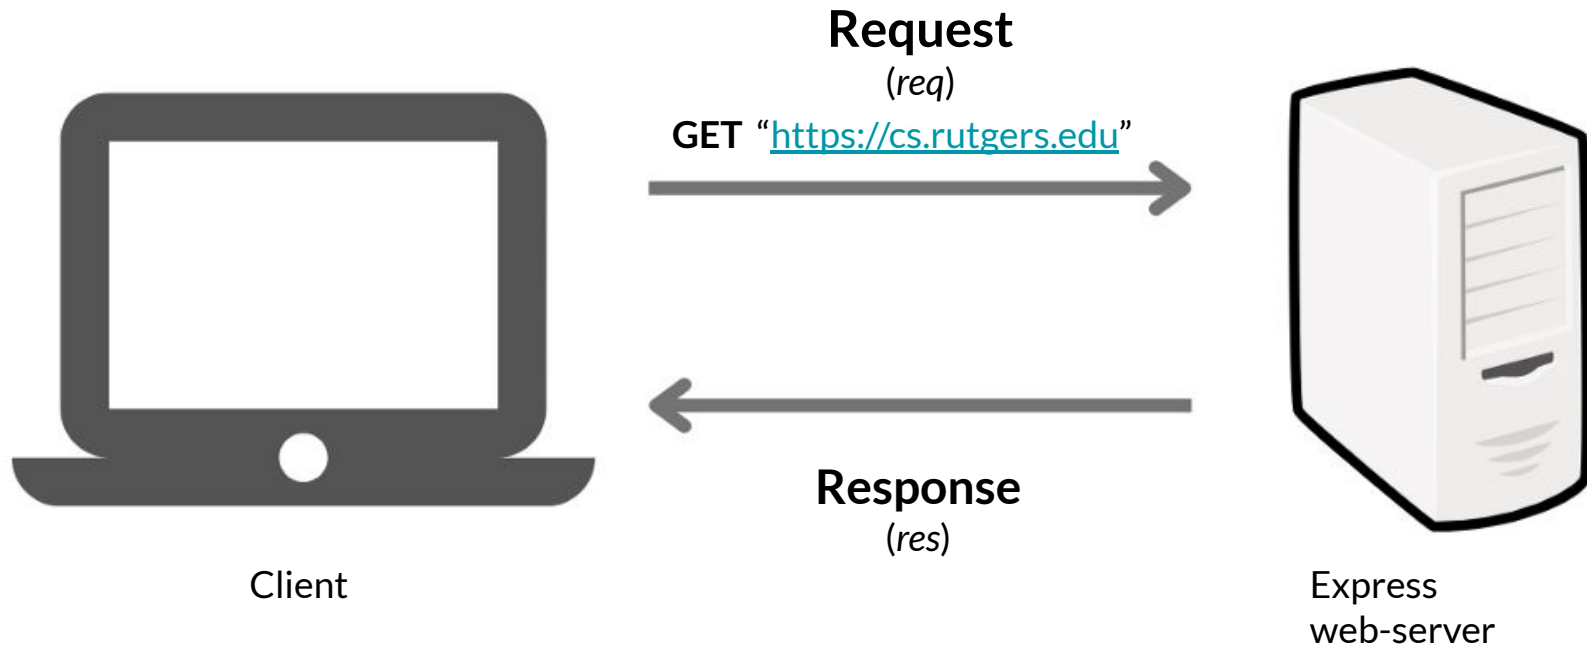 Request
(req)
GET “https://cs.rutgers.edu”
Response
(res)
Client
Express
web-server